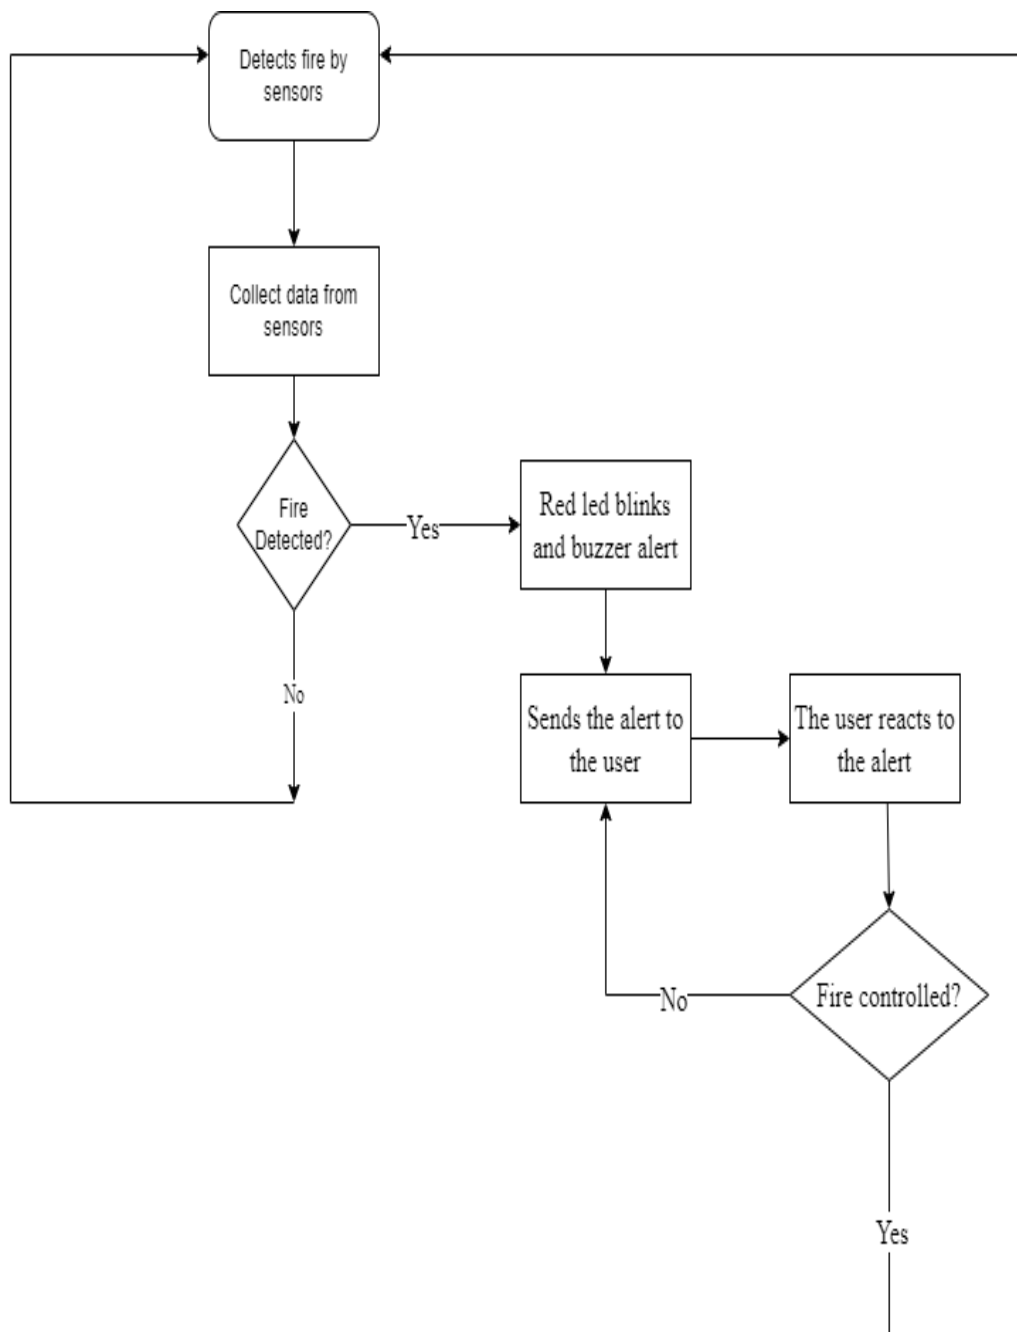 Detects fire by
sensors
Collect data from
sensors
Fire
Detected?
Yes
Red led blinks
and buzzer alert
No
Sends the alert to
the user
The user reacts to
the alert
Fire controlled?
No
Yes